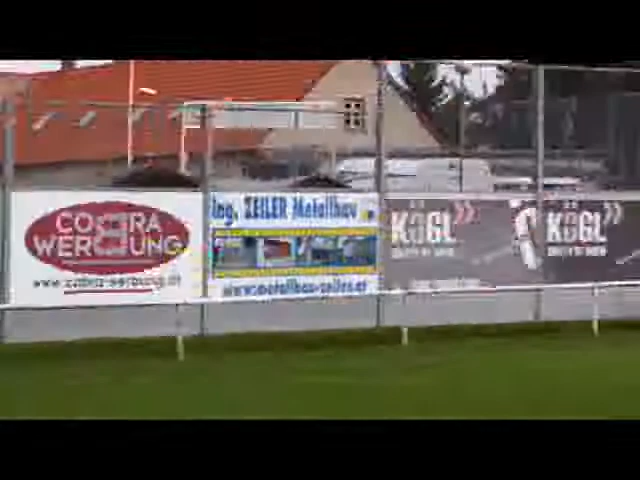 COBRA
WERBUNG
www.cobra-werbung.at
Ing. ZEILER Metallbau
www.metallbau-zeiler.at
KÖGL
KÖGL